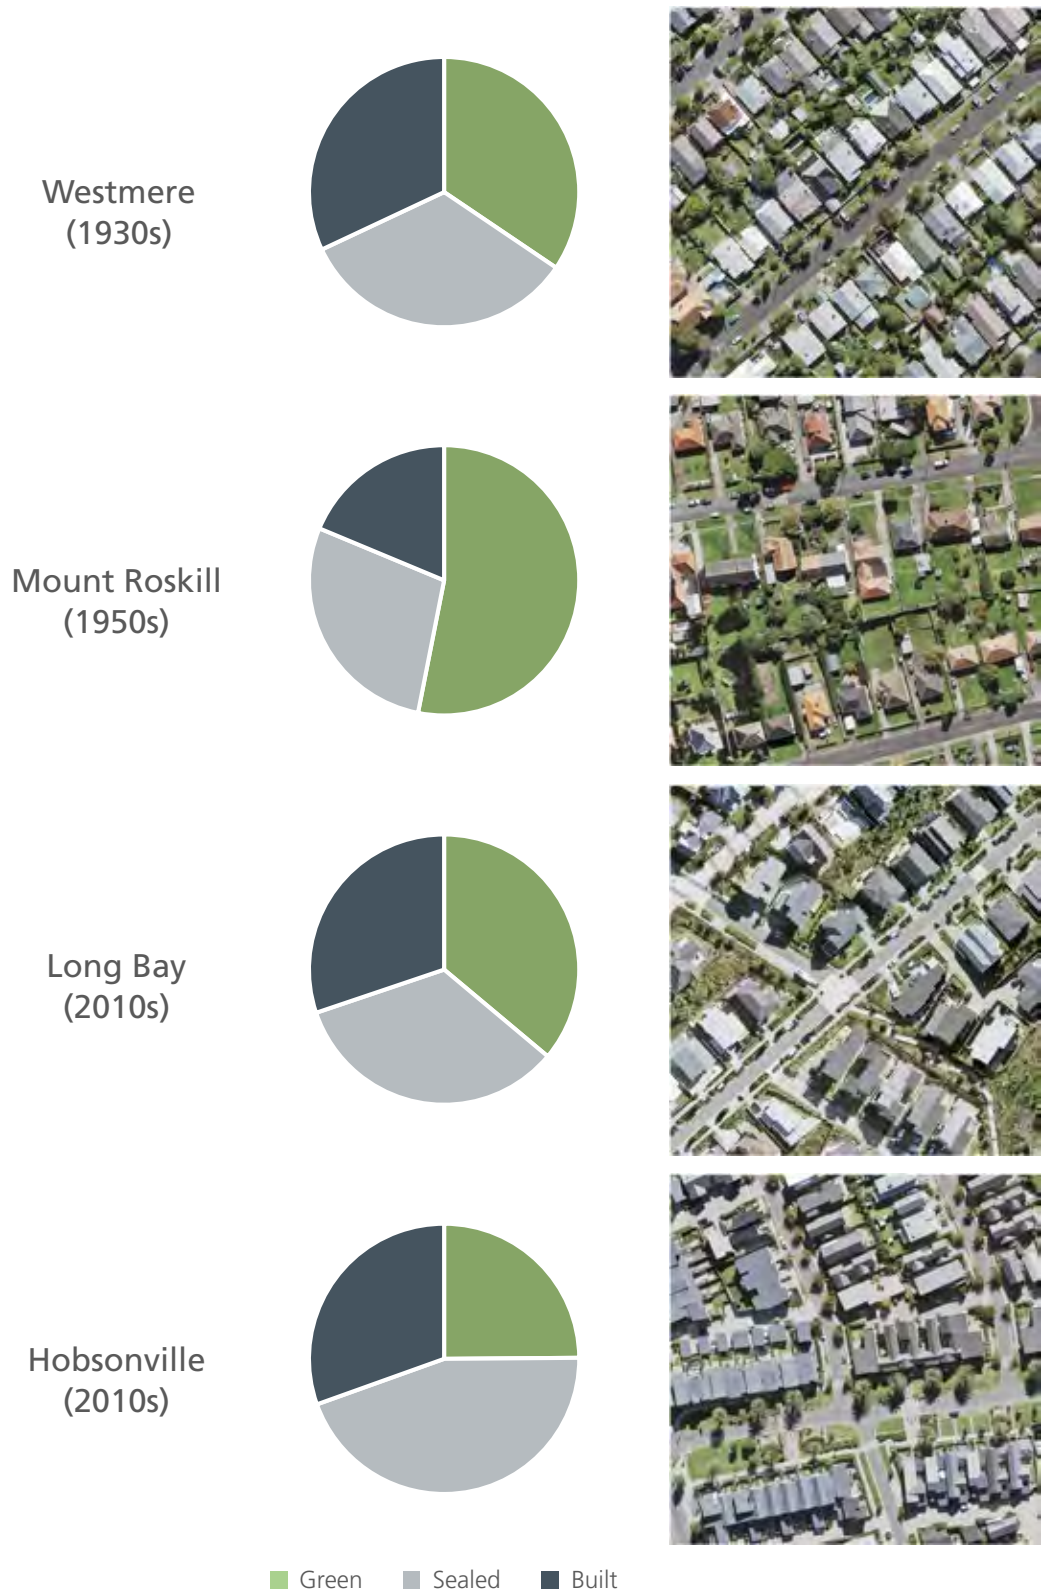 Westmere
(1930s)
Mount Roskill
(1950s)
Long Bay
(2010s)
Hobsonville
(2010s)
Green Sealed Built